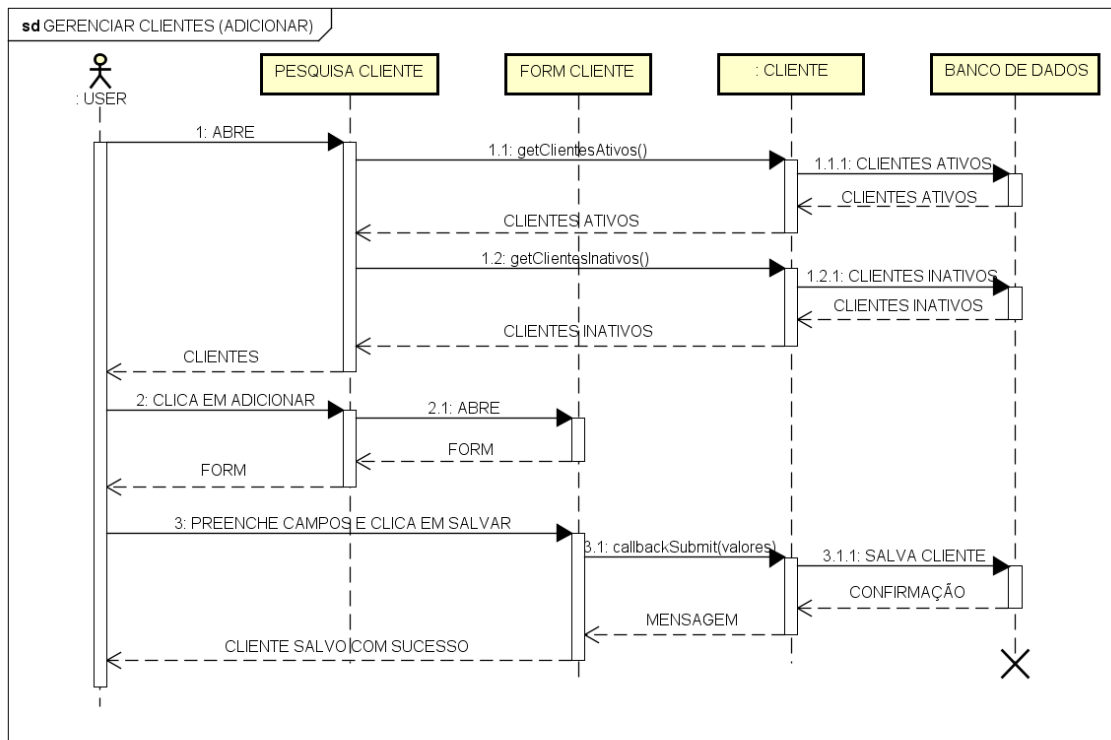 sd GERENCIAR CLIENTES (ADICIONAR)
: USER
PESQUISA CLIENTE
FORM CLIENTE
: CLIENTE
BANCO DE DADOS
1: ABRE
1.1: getClientesAtivos()
1.1.1: CLIENTES ATIVOS
CLIENTES ATIVOS
CLIENTES ATIVOS
1.2: getClientesInativos()
1.2.1: CLIENTES INATIVOS
CLIENTES INATIVOS
CLIENTES INATIVOS
CLIENTES
2: CLICA EM ADICIONAR
2.1: ABRE
FORM
FORM
3: PREENCHE CAMPOS E CLICA EM SALVAR
3.1: callbackSubmit(valores)
3.1.1: SALVA CLIENTE
CONFIRMAÇÃO
MENSAGEM
CLIENTE SALVO COM SUCESSO